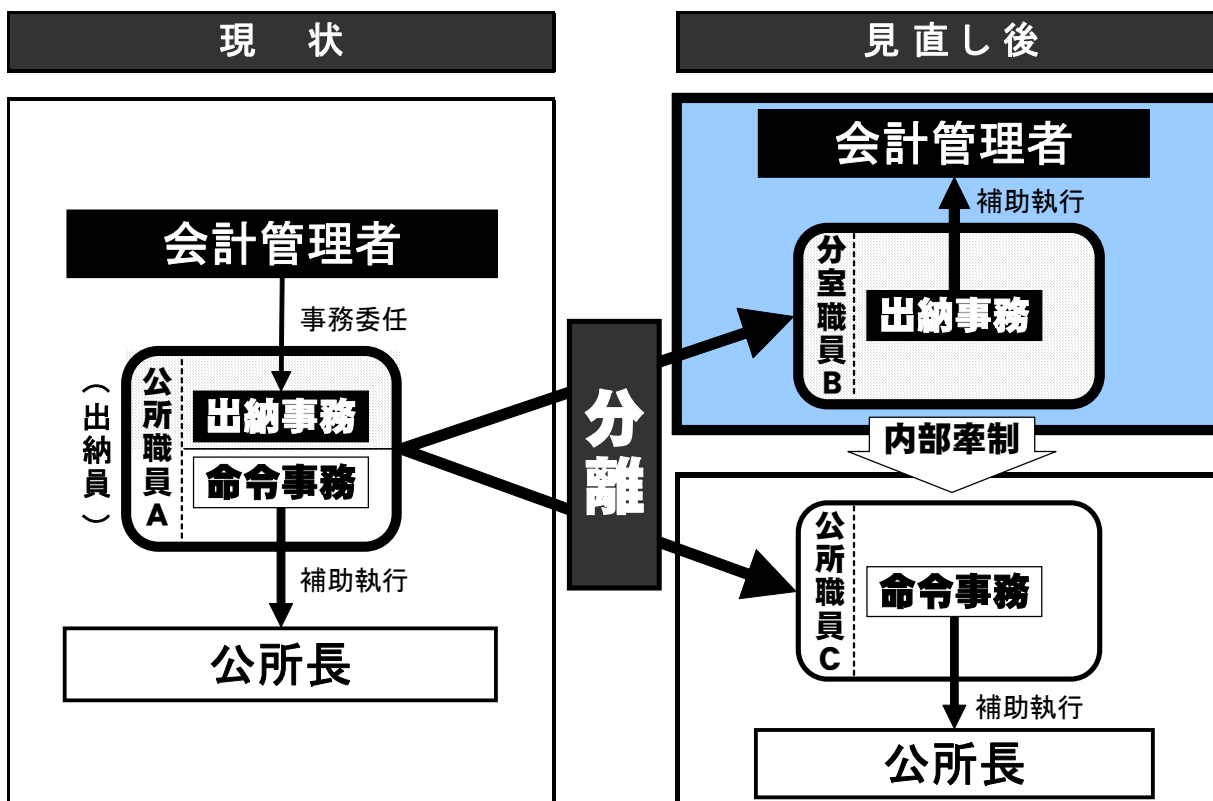 現　状
会計管理者
事務委任
（出納員）
公所職員A
出納事務
命令事務
補助執行
公所長
分離
見直し後
会計管理者
補助執行
分室職員B
出納事務
内部牽制
公所職員C
命令事務
補助執行
公所長